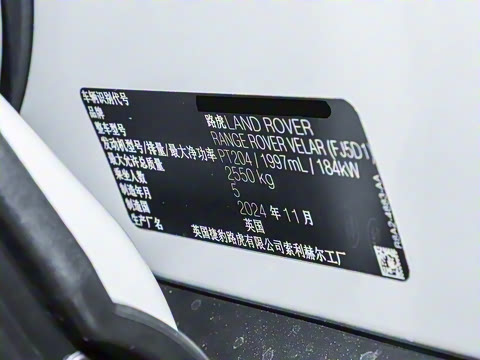 车辆识别代号
品牌 路虎LAND ROVER
整车型号 RANGE ROVER VELAR (FJ5D1)
发动机型号/排量/最大净功率 PT204 / 1997mL / 184kW
最大允许总质量 2550 kg
乘坐人数 5
制造年月 2024 年 11 月
制造国 英国
生产厂名 英国捷豹路虎有限公司索利赫尔工厂